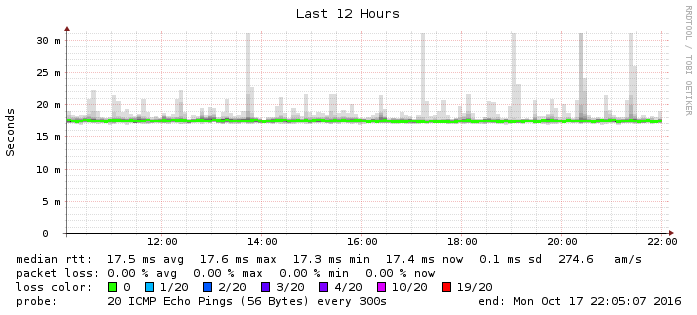 Last 12 Hours
RRDTOOL / TOBI OETIKER
Seconds
30 m
25 m
20 m
15 m
10 m
5 m
0
12:00 14:00 16:00 18:00 20:00 22:00
median rtt: 17.5 ms avg 17.6 ms max 17.3 ms min 17.4 ms now 0.1 ms sd 274.6 am/s
packet loss: 0.00 % avg 0.00 % max 0.00 % min 0.00 % now
loss color: 0 1/20 2/20 3/20 4/20 10/20 19/20
probe: 20 ICMP Echo Pings (56 Bytes) every 300s end: Mon Oct 17 22:05:07 2016